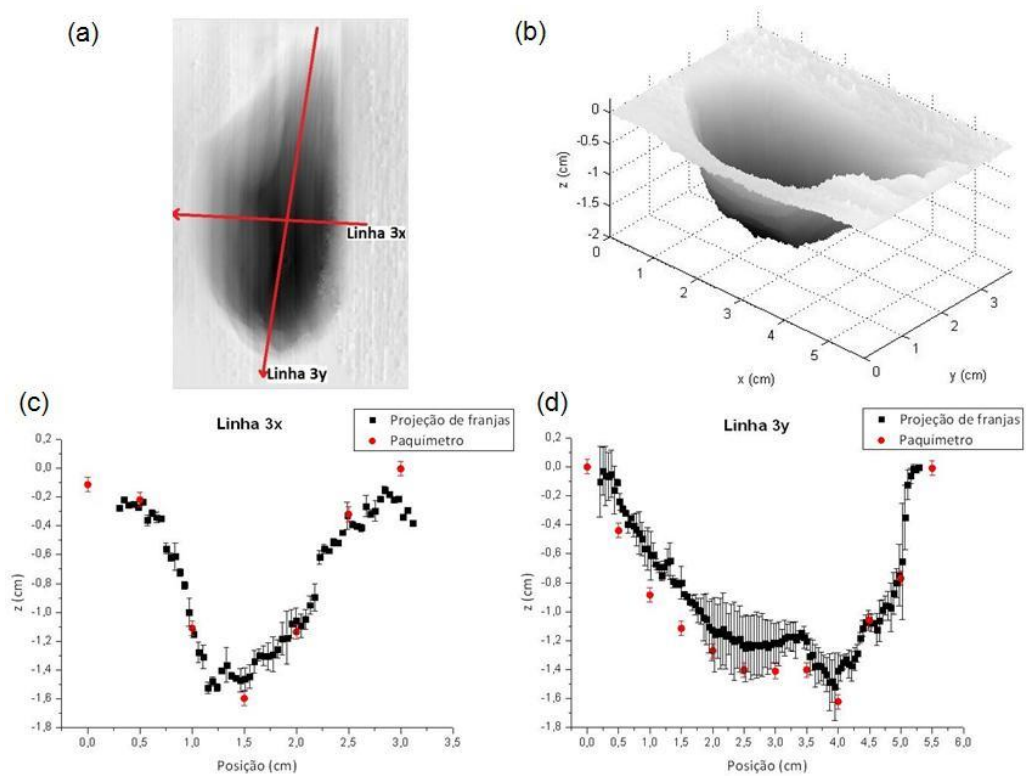 (a)
Linha 3x
Linha 3y
(b)
0
-0.5
-1
-1.5
-2
z (cm)
0
1
2
3
4
5
x (cm)
0
1
2
3
y (cm)
(c)
Linha 3x
Projeção de franjas
Paquímetro
0,2
0,0
-0,2
-0,4
-0,6
-0,8
-1,0
-1,2
-1,4
-1,6
-1,8
z (cm)
0,0 0,5 1,0 1,5 2,0 2,5 3,0 3,5
Posição (cm)
(d)
Linha 3y
Projeção de franjas
Paquímetro
0,2
0,0
-0,2
-0,4
-0,6
-0,8
-1,0
-1,2
-1,4
-1,6
-1,8
z (cm)
0,0 0,5 1,0 1,5 2,0 2,5 3,0 3,5 4,0 4,5 5,0 5,5 6,0
Posição (cm)